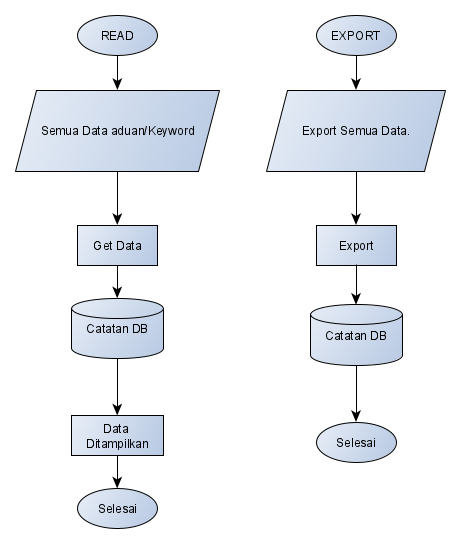 READ
Semua Data aduan/Keyword
Get Data
Catatan DB
Data
Ditampilkan
Selesai
EXPORT
Export Semua Data.
Export
Catatan DB
Selesai